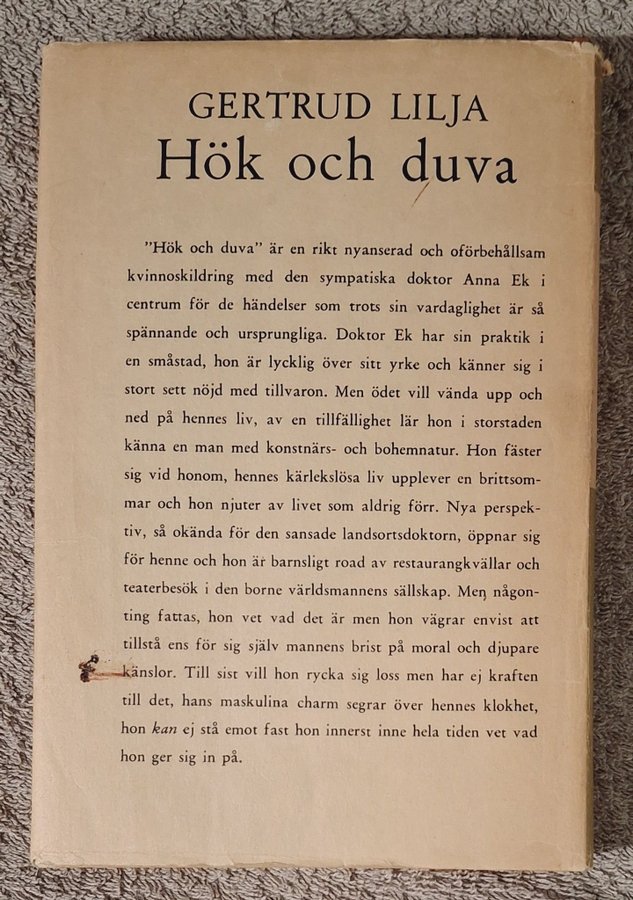 GERTRUD LILJA
Hök och duva
”Hök och duva” är en rikt nyanserad och oförbehållsam
kvinnoskildring med den sympatiska doktor Anna Ek i
centrum för de händelser som trots sin vardaglighet är så
spännande och ursprungliga. Doktor Ek har sin praktik i
en småstad, hon är lycklig över sitt yrke och känner sig i
stort sett nöjd med tillvaron. Men ödet vill vända upp och
ned på hennes liv, av en tillfällighet lär hon i storstaden
känna en man med konstnärs- och bohemnatur. Hon fäster
sig vid honom, hennes kärlekslösa liv upplever en brittsom-
mar och hon njuter av livet som aldrig förr. Nya perspek-
tiv, så okända för den sansade landsortsdoktorn, öppnar sig
för henne och hon är barnsligt road av restaurangkvällar och
teaterbesök i den borne världsmannens sällskap. Men någon-
ting fattas, hon vet vad det är men hon vägrar envist att
tillstå ens för sig själv mannens brist på moral och djupare
känslor. Till sist vill hon rycka sig loss men har ej kraften
till det, hans maskulina charm segrar över hennes klokhet,
hon kan ej stå emot fast hon innerst inne hela tiden vet vad
hon ger sig in på.